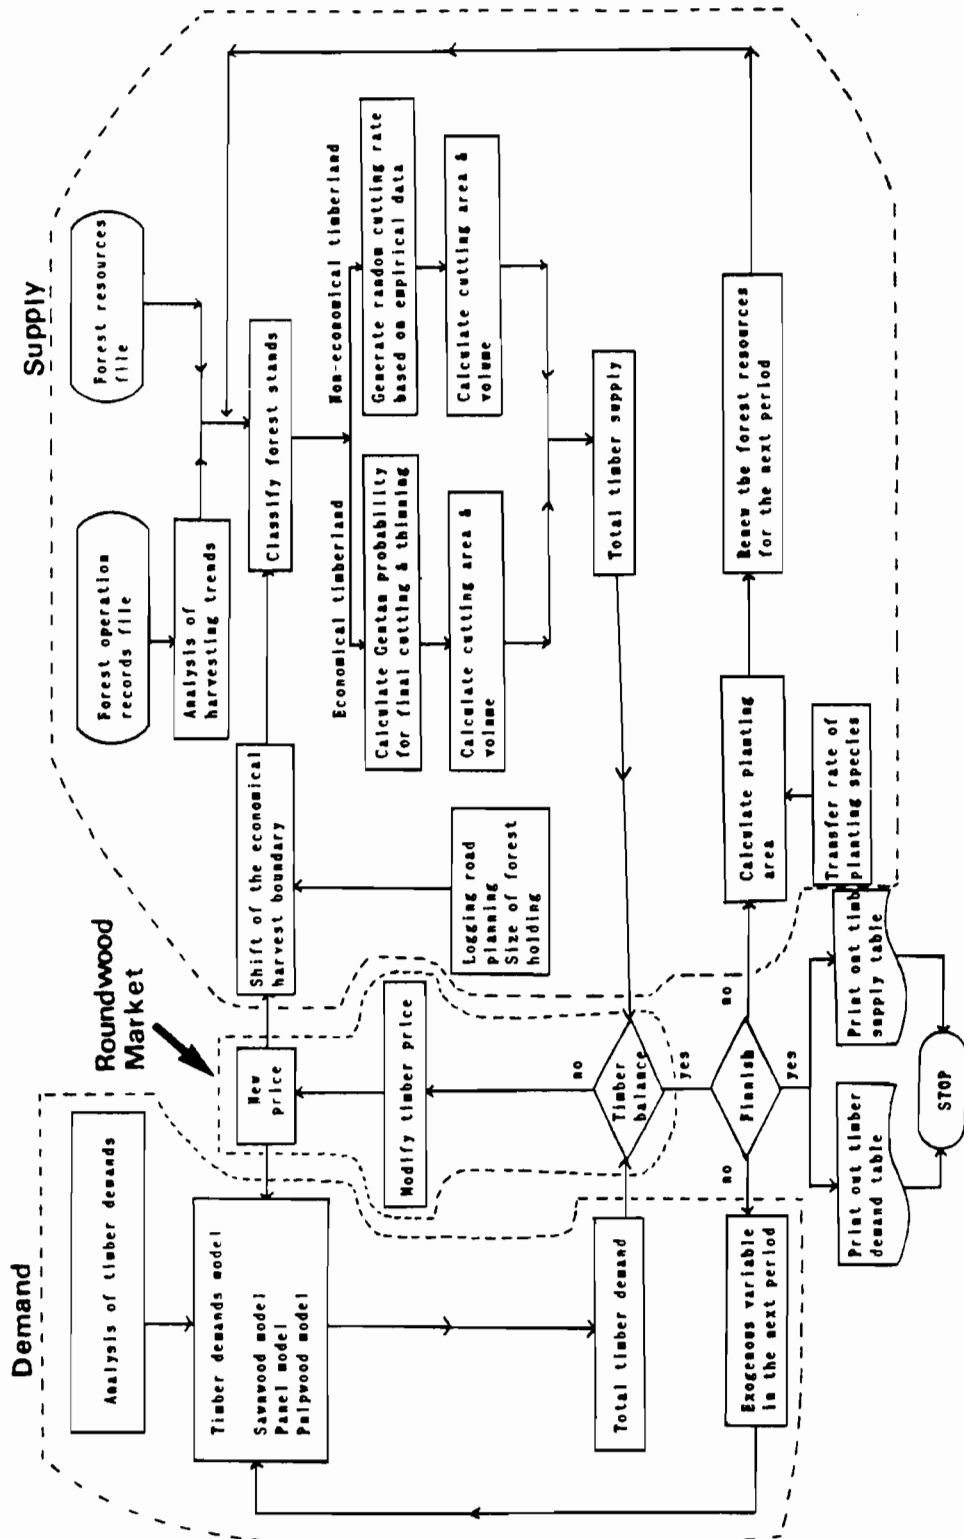 Demand
Analysis of timber demands
Timber demands model
Sawnwood model
Panel model
Pulpwood model
Total timber demand
Exogenous variable
in the next period
Roundwood
Market
New
price
Modify timber price
Timber
balance
no
yes
Finnish
no
no
yes
Print out timber
demand table
Print out timb
supply table
STOP
Supply
Forest operation
records file
Forest resources
file
Analysis of
harvesting trends
Shift of the economical
harvest boundary
Classify forest stands
Logging road
planning
Size of forest
holding
Economical timberland
Non-economical timberland
Calculate Gentan probability
for final cutting & thinning
Generate random cutting rate
based on empirical data
Calculate cutting area &
volume
Calculate cutting area &
volume
Total timber supply
Calculate planting
area
Transfer rate of
planting species
Renew the forest resources
for the next period